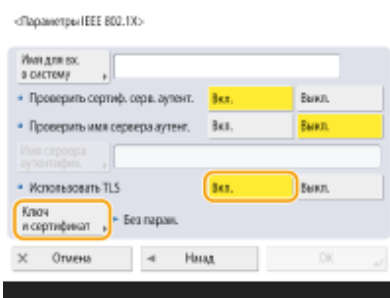 <Параметры IEEE 802.1X>
Имя для вх.
в систему
Проверить сертиф. серв. аутент.
Вкл.
Выкл.
Проверить имя сервера аутент.
Вкл.
Выкл.
Имя сервера
аутентифик.
Использовать TLS
Вкл.
Выкл.
Ключ
и сертификат
Без парам.
Отмена
Назад
OK